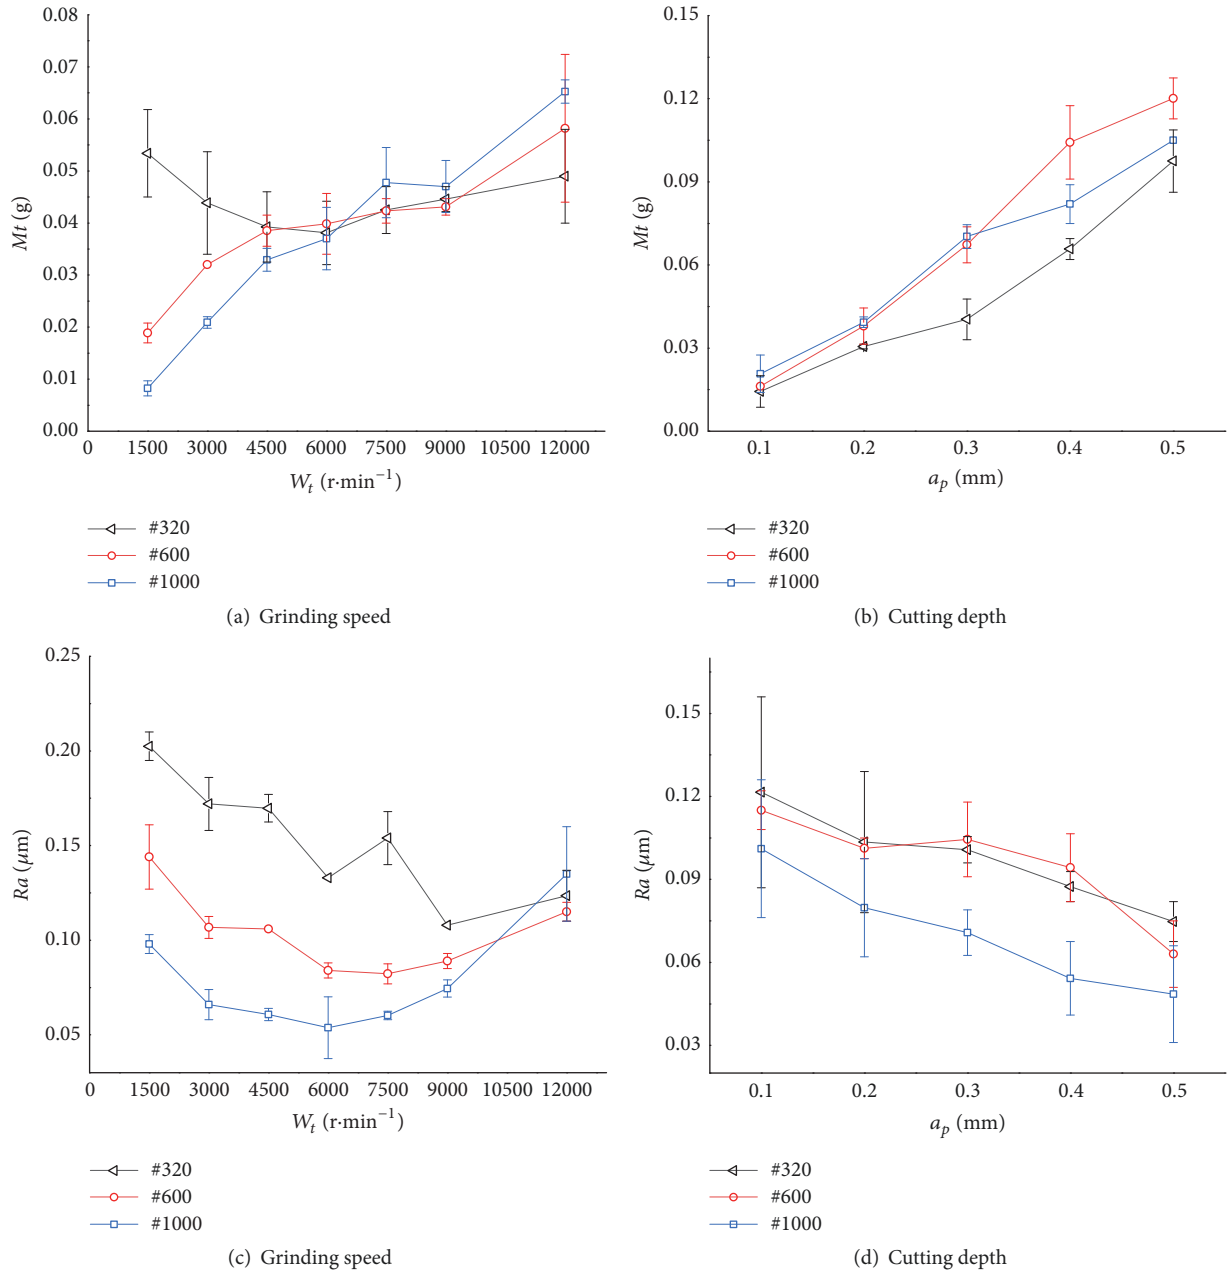 0.08
0.07
0.06
0.05
0.04
0.03
0.02
0.01
0.00
Mt (g)
0 1500 3000 4500 6000 7500 9000 10500 12000
W_t (r·min⁻¹)
#320
#600
#1000
(a) Grinding speed
0.15
0.12
0.09
0.06
0.03
0.00
Mt (g)
0.1 0.2 0.3 0.4 0.5
a_p (mm)
#320
#600
#1000
(b) Cutting depth
0.25
0.20
0.15
0.10
0.05
Ra (μm)
0 1500 3000 4500 6000 7500 9000 10500 12000
W_t (r·min⁻¹)
#320
#600
#1000
(c) Grinding speed
0.15
0.12
0.09
0.06
0.03
Ra (μm)
0.1 0.2 0.3 0.4 0.5
a_p (mm)
#320
#600
#1000
(d) Cutting depth